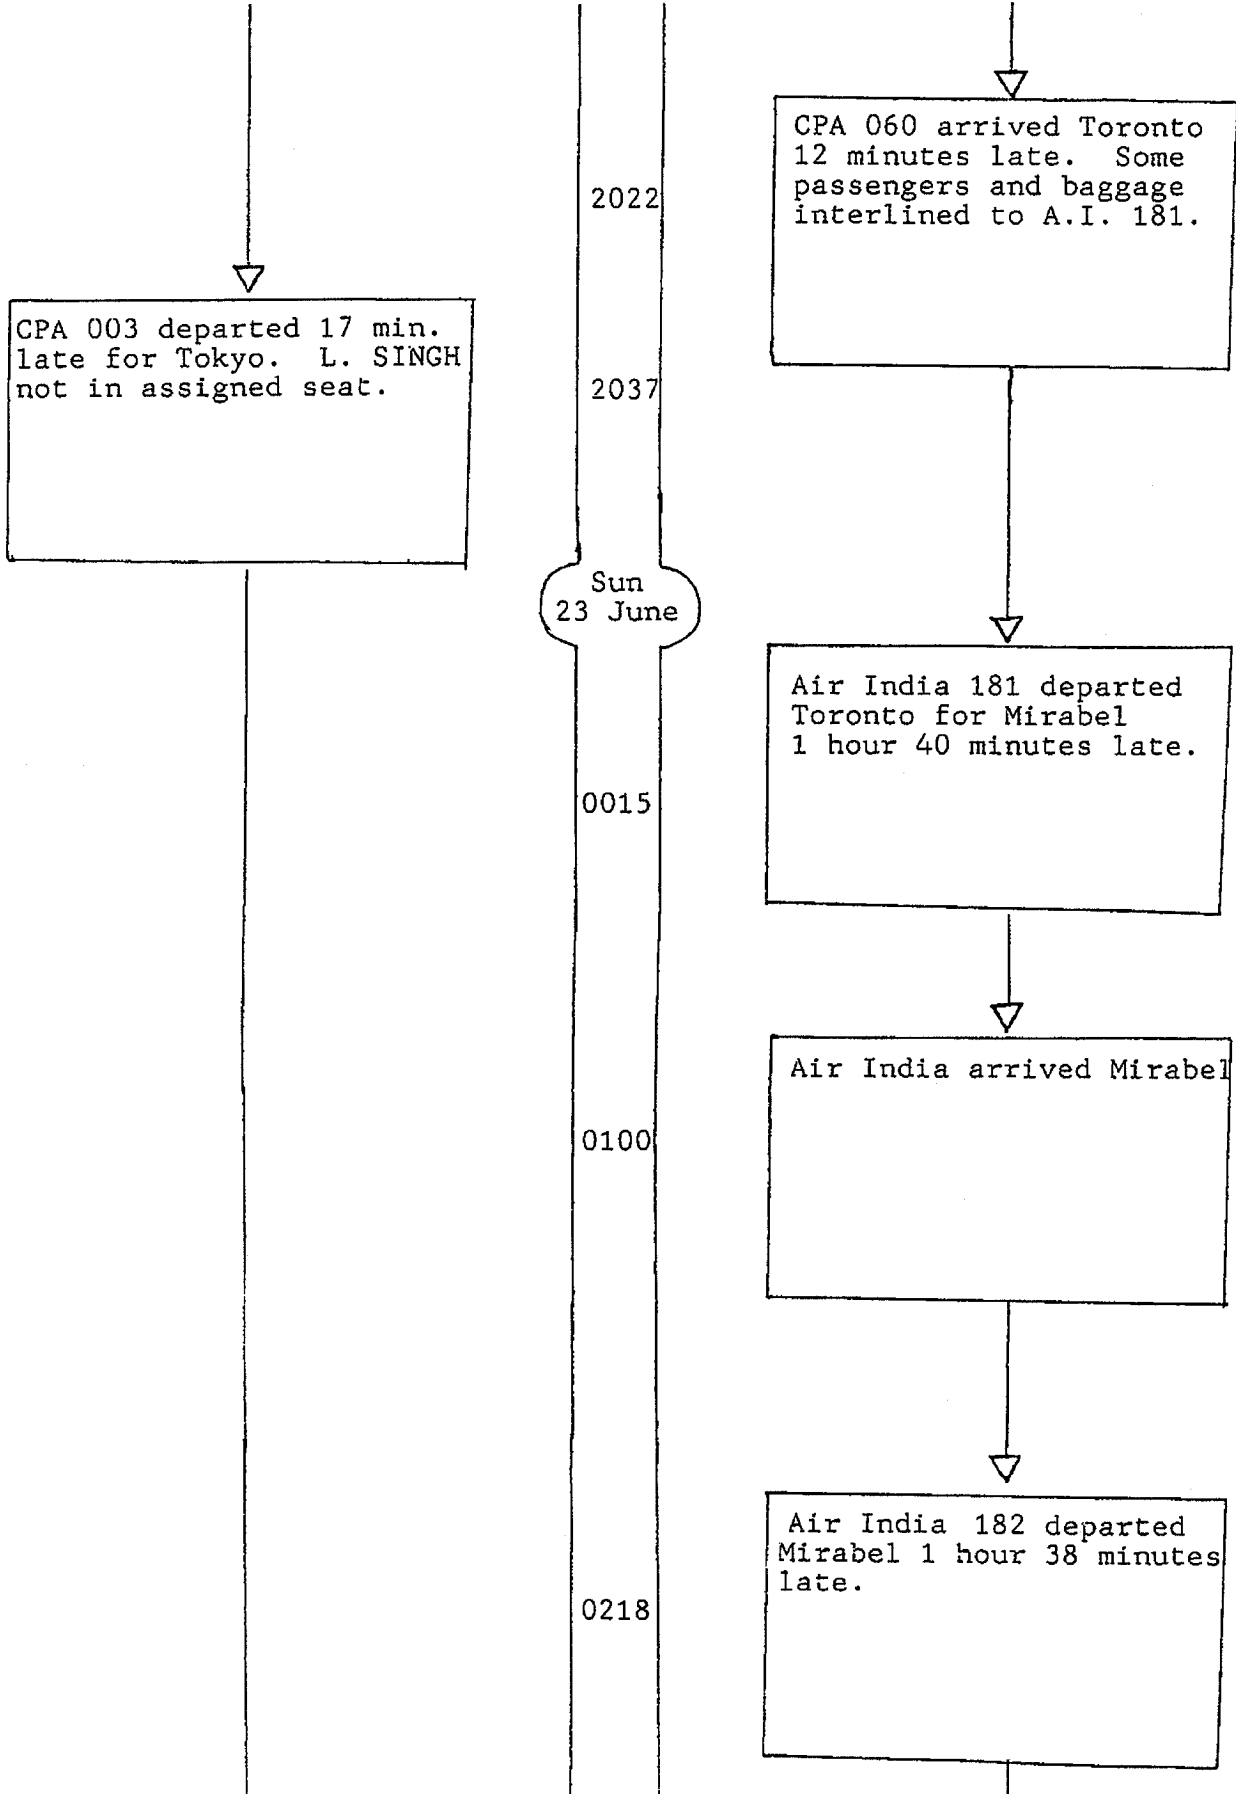 CPA 060 arrived Toronto
12 minutes late. Some
passengers and baggage
interlined to A.I. 181.
2022
CPA 003 departed 17 min.
late for Tokyo. L. SINGH
not in assigned seat.
2037
Sun
23 June
Air India 181 departed
Toronto for Mirabel
1 hour 40 minutes late.
0015
Air India arrived Mirabel
0100
Air India 182 departed
Mirabel 1 hour 38 minutes
late.
0218